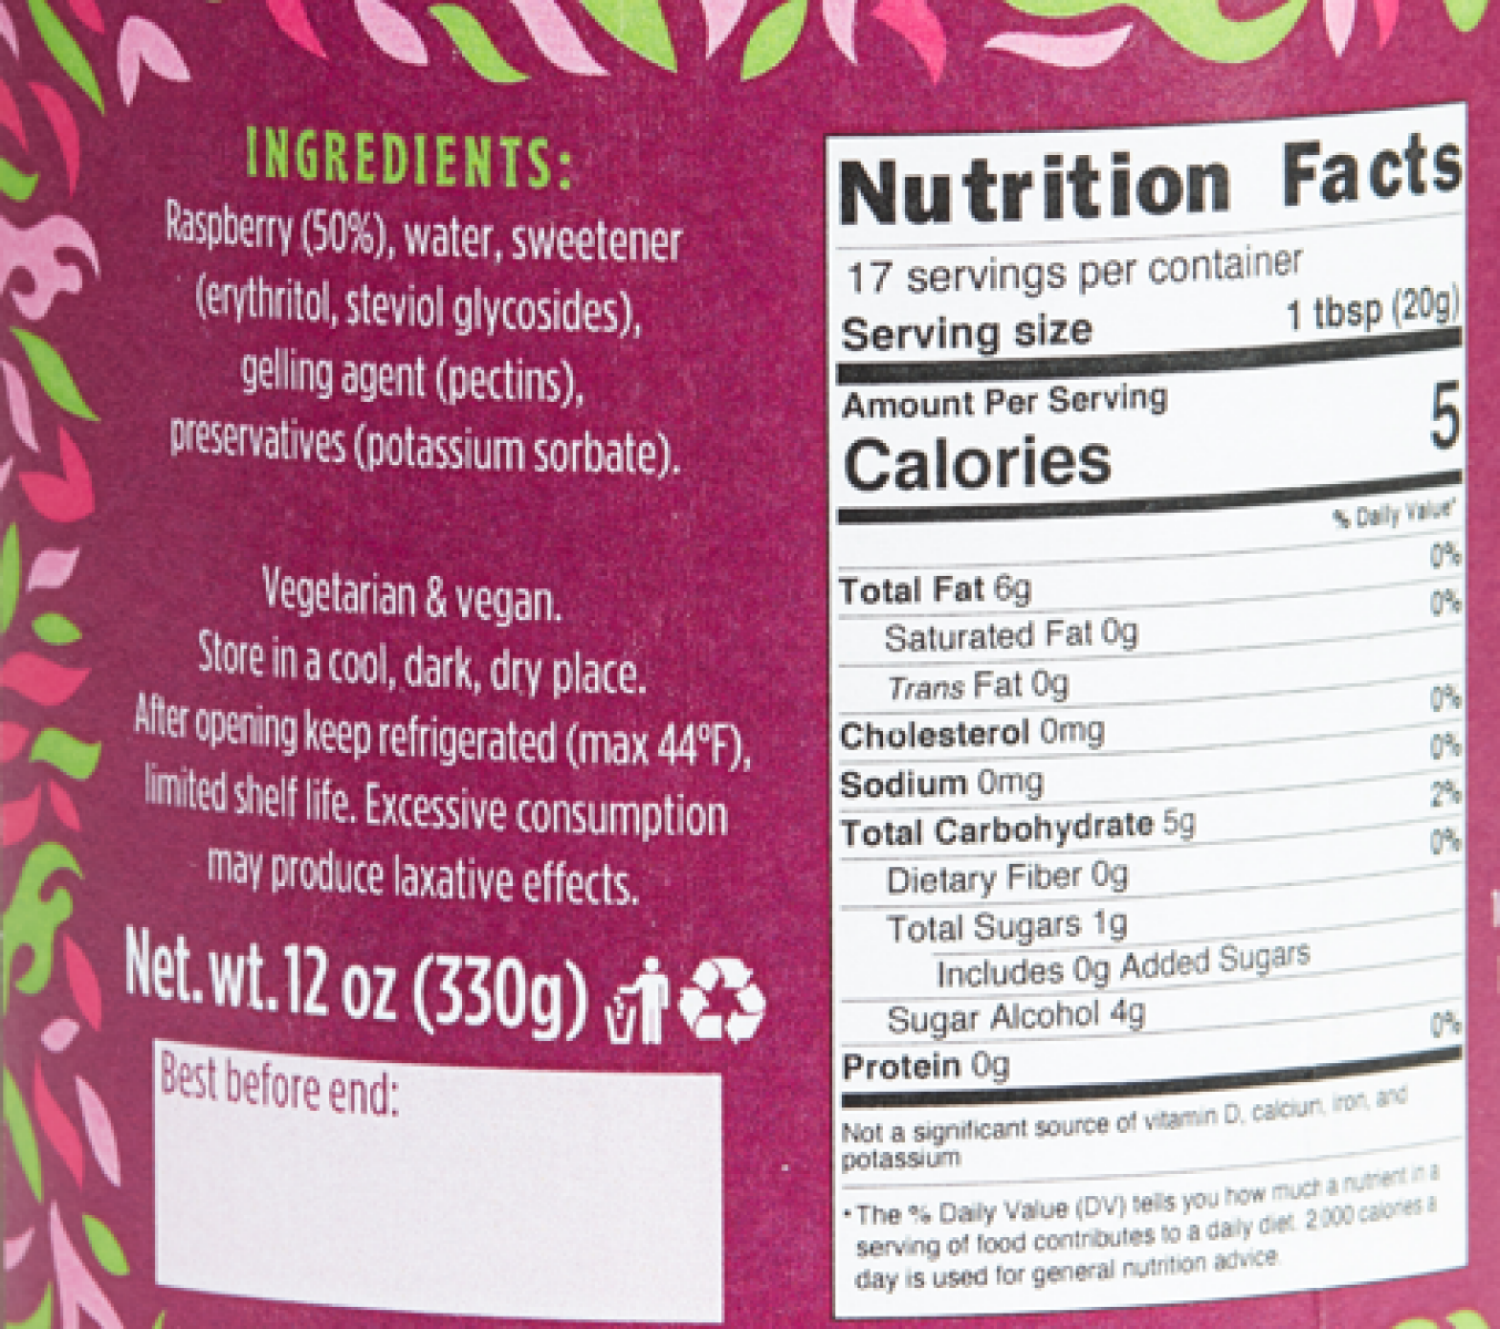 INGREDIENTS:
Raspberry (50%), water, sweetener
(erythritol, steviol glycosides),
gelling agent (pectins),
preservatives (potassium sorbate).
Vegetarian & vegan.
Store in a cool, dark, dry place.
After opening keep refrigerated (max 44°F),
limited shelf life. Excessive consumption
may produce laxative effects.
Net. wt. 12 oz (330g)
Best before end:
Nutrition Facts
17 servings per container
Serving size 1 tbsp (20g)
Amount Per Serving
Calories 5
% Daily Value*
Total Fat 6g 0%
Saturated Fat 0g 0%
Trans Fat 0g
Cholesterol 0mg 0%
Sodium 0mg 0%
Total Carbohydrate 5g 2%
Dietary Fiber 0g 0%
Total Sugars 1g
Includes 0g Added Sugars
Sugar Alcohol 4g
Protein 0g 0%
Not a significant source of vitamin D, calciun, iron, and
potassium
*The % Daily Value (DV) tells you how much a nutrient in a
serving of food contributes to a daily diet. 2 000 calories a
day is used for general nutrition advice.